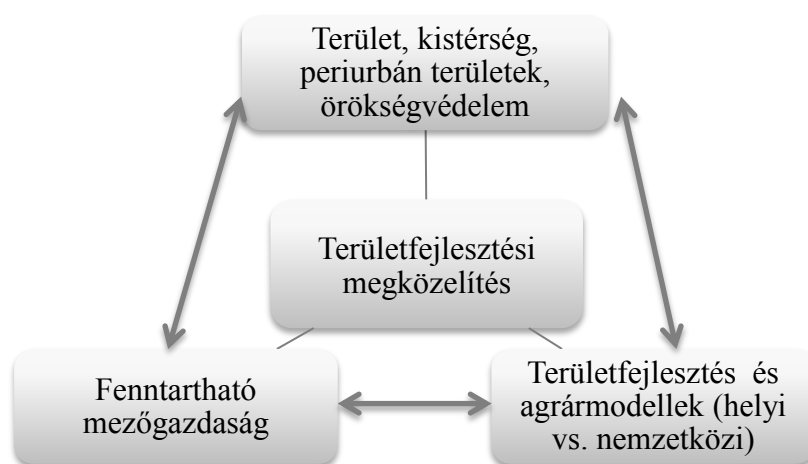 Terület, kistérség,
periurbán területek,
örökségvédelem
Területfejlesztési
megközelítés
Fenntartható
mezőgazdaság
Területfejlesztés és
agrármodellek (helyi
vs. nemzetközi)